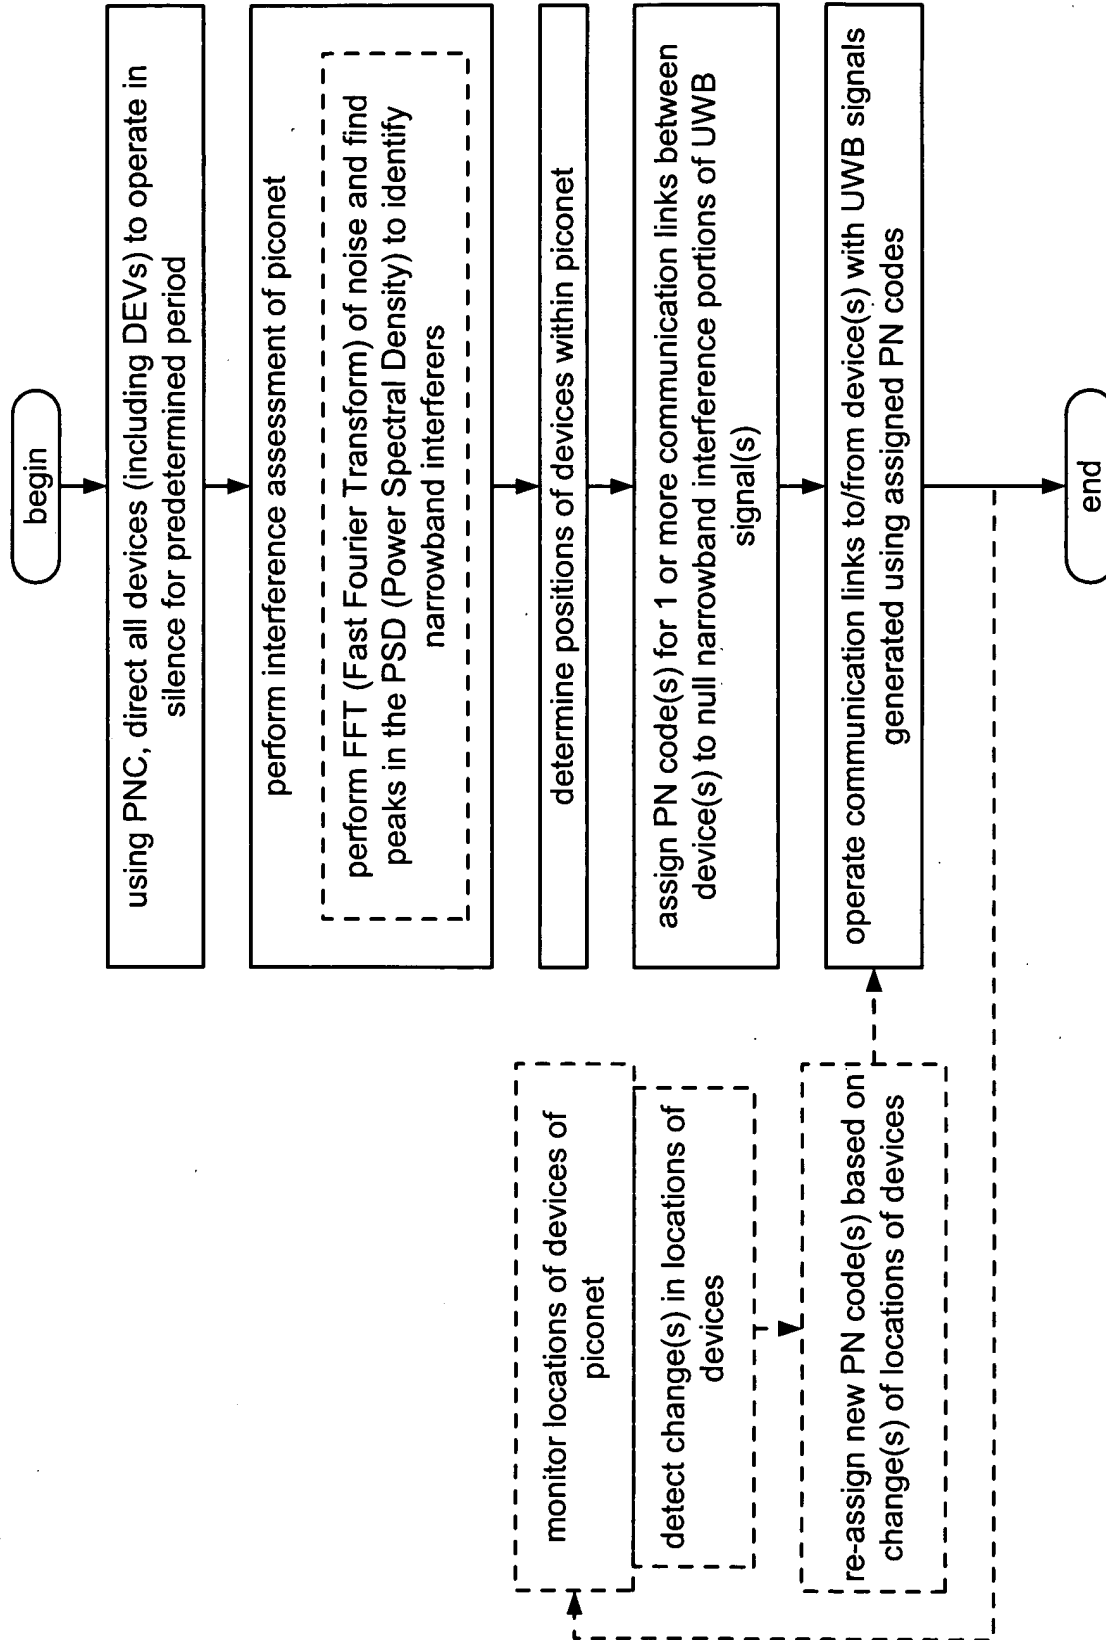 begin
using PNC, direct all devices (including DEVs) to operate in
silence for predetermined period
perform interference assessment of piconet
perform FFT (Fast Fourier Transform) of noise and find
peaks in the PSD (Power Spectral Density) to identify
narrowband interferers
determine positions of devices within piconet
assign PN code(s) for 1 or more communication links between
device(s) to null narrowband interference portions of UWB
signal(s)
operate communication links to/from device(s) with UWB signals
generated using assigned PN codes
end
monitor locations of devices of
piconet
detect change(s) in locations of
devices
re-assign new PN code(s) based on
change(s) of locations of devices